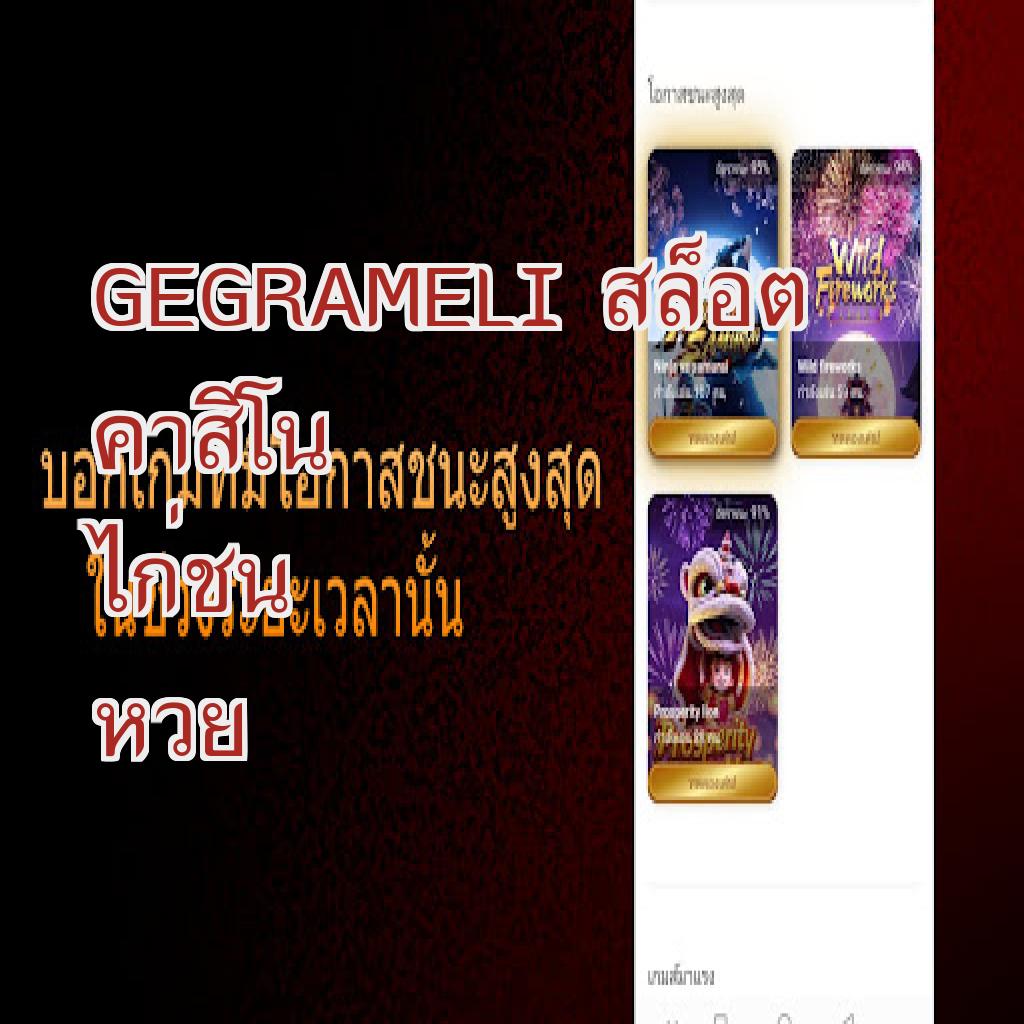 GEGRAMELI สล็อต
คาสิโน
ไก่ชน
หวย
บอกเกมที่มีโอกาสชนะสูงสุด
ในช่วงระยะเวลานั้น
โอกาสชนะสูงสุด
95%
94%
Wild
Fireworks
Wild fireworks
91%
Prosperity lion
Prosperity
เกมส์มาแรง